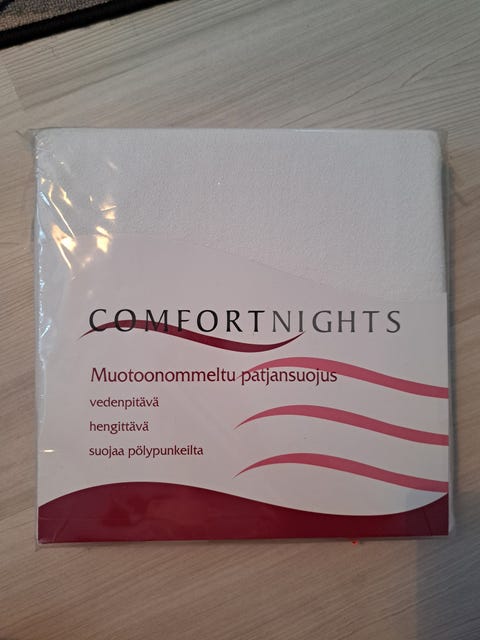 COMFORTNIGHTS
Muotoonommeltu patjansuojus
vedenpitävä
hengittävä
suojaa pölypunkeilta